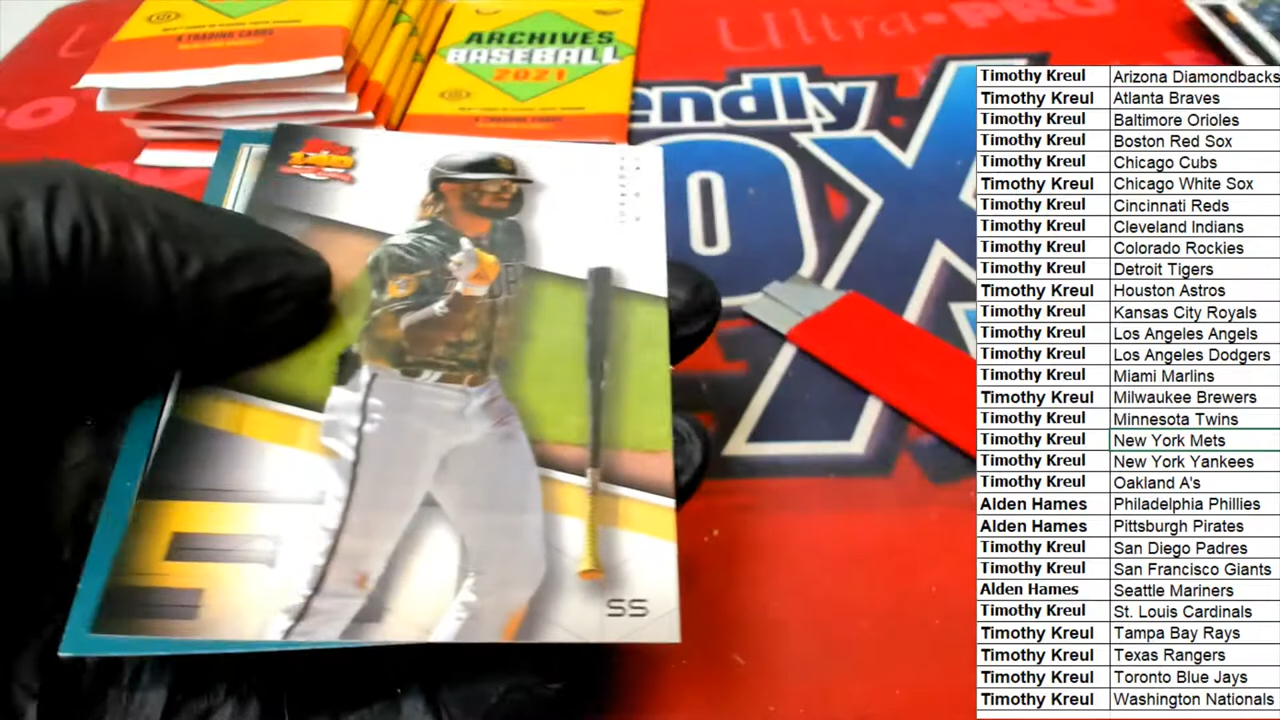 4 TRADING CARDS
ARCHIVES
BASEBALL
2021
Ultra·PRO
endly
OX
SS
Timothy Kreul Arizona Diamondbacks
Timothy Kreul Atlanta Braves
Timothy Kreul Baltimore Orioles
Timothy Kreul Boston Red Sox
Timothy Kreul Chicago Cubs
Timothy Kreul Chicago White Sox
Timothy Kreul Cincinnati Reds
Timothy Kreul Cleveland Indians
Timothy Kreul Colorado Rockies
Timothy Kreul Detroit Tigers
Timothy Kreul Houston Astros
Timothy Kreul Kansas City Royals
Timothy Kreul Los Angeles Angels
Timothy Kreul Los Angeles Dodgers
Timothy Kreul Miami Marlins
Timothy Kreul Milwaukee Brewers
Timothy Kreul Minnesota Twins
Timothy Kreul New York Mets
Timothy Kreul New York Yankees
Timothy Kreul Oakland A's
Alden Hames Philadelphia Phillies
Alden Hames Pittsburgh Pirates
Timothy Kreul San Diego Padres
Timothy Kreul San Francisco Giants
Alden Hames Seattle Mariners
Timothy Kreul St. Louis Cardinals
Timothy Kreul Tampa Bay Rays
Timothy Kreul Texas Rangers
Timothy Kreul Toronto Blue Jays
Timothy Kreul Washington Nationals